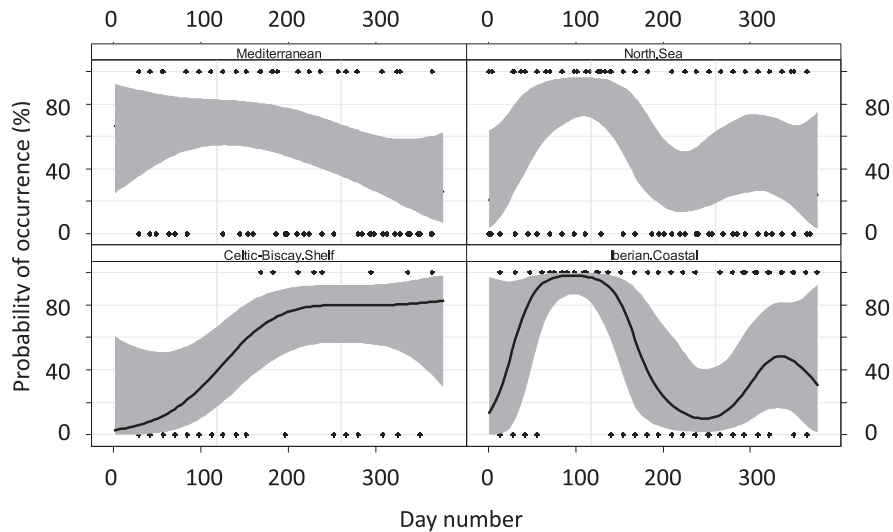 0 100 200 300 0 100 200 300
Mediterranean North.Sea
80 80
40 40
0 0
Celtic-Biscay.Shelf Iberian.Coastal
80 80
40 40
0 0
0 100 200 300 0 100 200 300
Probability of occurrence (%)
Day number